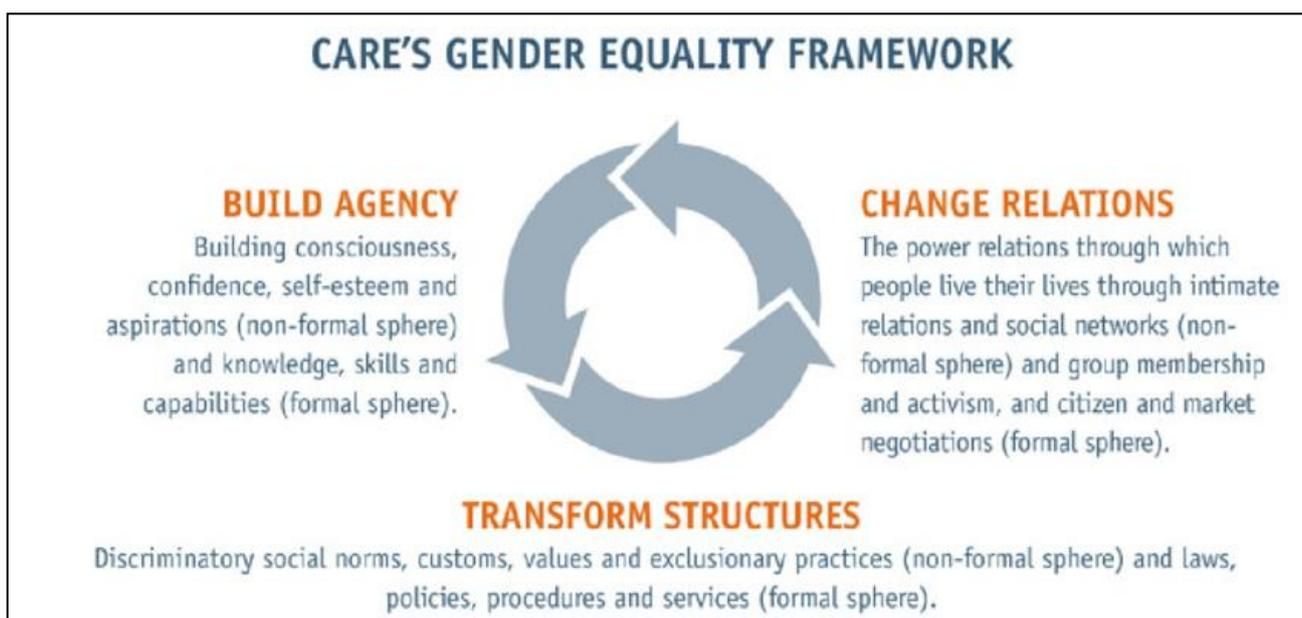 CARE'S GENDER EQUALITY FRAMEWORK
BUILD AGENCY
Building consciousness,
confidence, self-esteem and
aspirations (non-formal sphere)
and knowledge, skills and
capabilities (formal sphere).
CHANGE RELATIONS
The power relations through which
people live their lives through intimate
relations and social networks (non-
formal sphere) and group membership
and activism, and citizen and market
negotiations (formal sphere).
TRANSFORM STRUCTURES
Discriminatory social norms, customs, values and exclusionary practices (non-formal sphere) and laws,
policies, procedures and services (formal sphere).